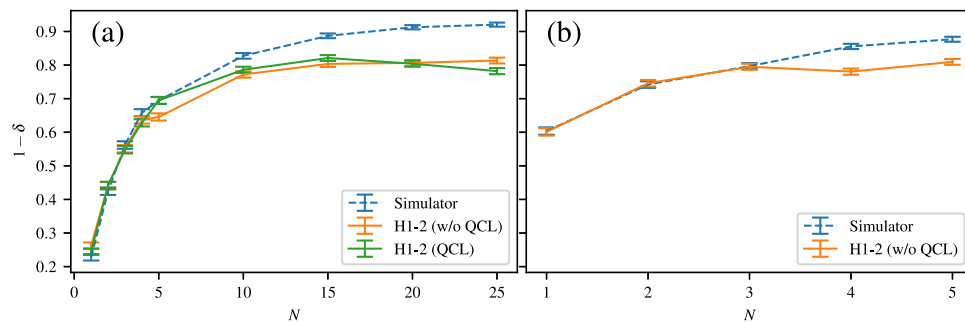 (a)
1 − δ
0.9
0.8
0.7
0.6
0.5
0.4
0.3
0.2
0 5 10 15 20 25
N
Simulator
H1-2 (w/o QCL)
H1-2 (QCL)
(b)
1 2 3 4 5
N
Simulator
H1-2 (w/o QCL)